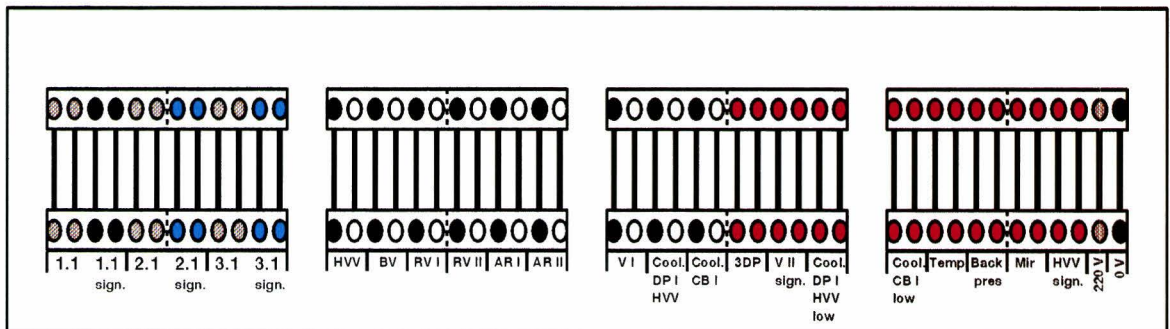 1.1 1.1 2.1 2.1 3.1 3.1
sign. sign. sign.
HVV BV RV I RV II AR I AR II
V I Cool. Cool. 3DP V II Cool.
DP I CB I sign. DP I
HVV HVV
low
Cool. Temp Back Mir HVV 220 V 0 V
CB I pres sign.
low